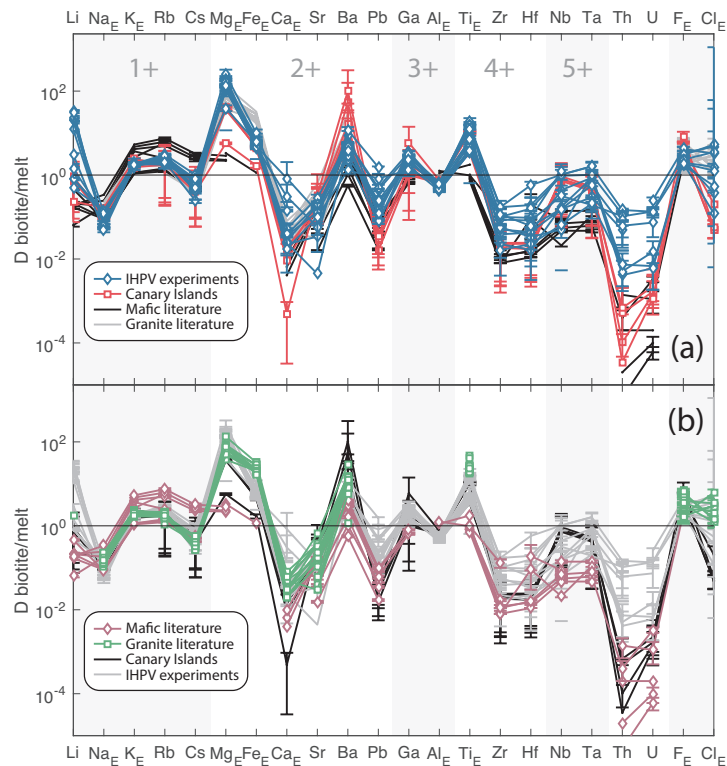 Li Na_E K_E Rb Cs Mg_E Fe_E Ca_E Sr Ba Pb Ga Al_E Ti_E Zr Hf Nb Ta Th U F_E Cl_E
1+ 2+ 3+ 4+ 5+
10^2
10^0
10^-2
10^-4
D biotite/melt
IHPV experiments
Canary Islands
Mafic literature
Granite literature
(a)
(b)
10^2
10^0
10^-2
10^-4
D biotite/melt
Mafic literature
Granite literature
Canary Islands
IHPV experiments
Li Na_E K_E Rb Cs Mg_E Fe_E Ca_E Sr Ba Pb Ga Al_E Ti_E Zr Hf Nb Ta Th U F_E Cl_E